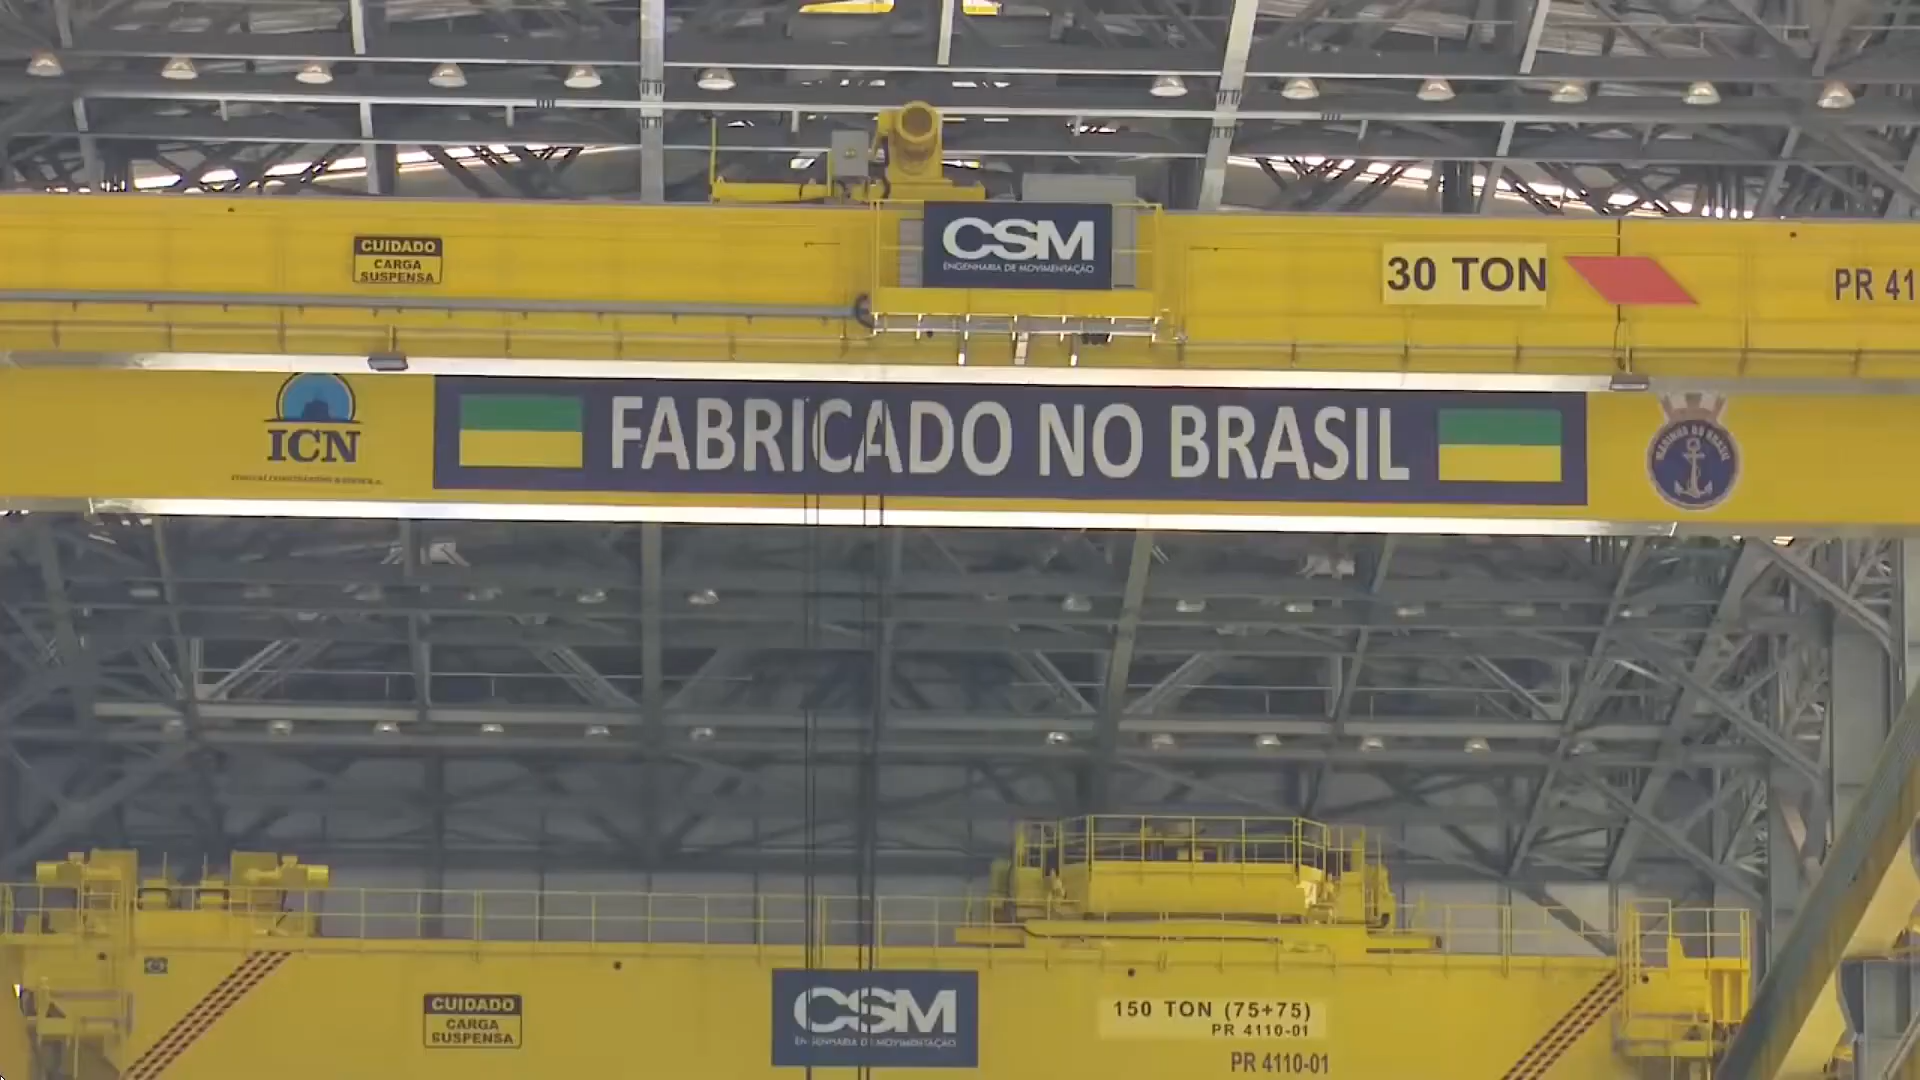 CUIDADO
CARGA
SUSPENSA
CSM
ENGENHARIA DE MOVIMENTAÇÃO
30 TON
PR 41
ICN
FABRICADO NO BRASIL
MARINHA DO BRASIL
CUIDADO
CARGA
SUSPENSA
CSM
ENGENHARIA DE MOVIMENTAÇÃO
150 TON (75+75)
PR 4110-01
PR 4110-01